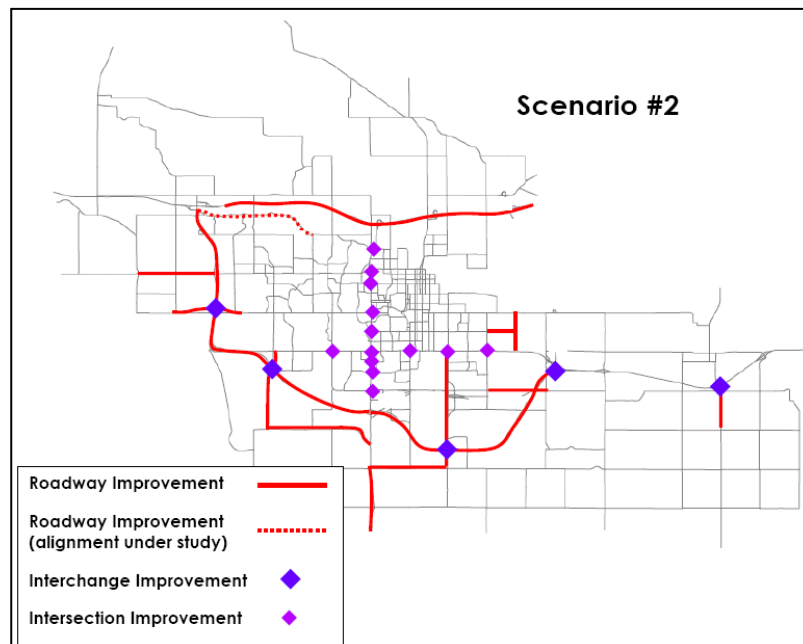 Scenario #2
Roadway Improvement
Roadway Improvement
(alignment under study)
Interchange Improvement
Intersection Improvement